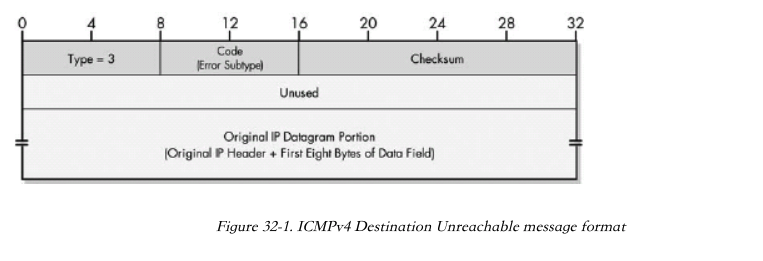 0 4 8 12 16 20 24 28 32
Type = 3
Code
(Error Subtype)
Checksum
Unused
Original IP Datagram Portion
(Original IP Header + First Eight Bytes of Data Field)
Figure 32-1. ICMPv4 Destination Unreachable message format